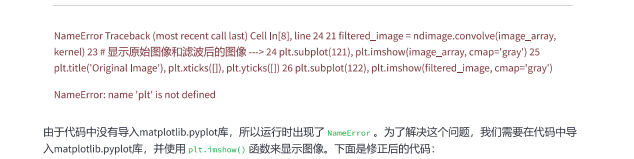 NameError Traceback (most recent call last) Cell In[8], line 24 21 filtered_image = ndimage.convolve(image_array,
kernel) 23 # 显示原始图像和滤波后的图像 ---> 24 plt.subplot(121), plt.imshow(image_array, cmap='gray') 25
plt.title('Original Image'), plt.xticks([]), plt.yticks([]) 26 plt.subplot(122), plt.imshow(filtered_image, cmap='gray')
NameError: name 'plt' is not defined
由于代码中没有导入matplotlib.pyplot库，所以运行时出现了 NameError 。为了解决这个问题，我们需要在代码中导
入matplotlib.pyplot库，并使用 plt.imshow() 函数来显示图像。下面是修正后的代码：